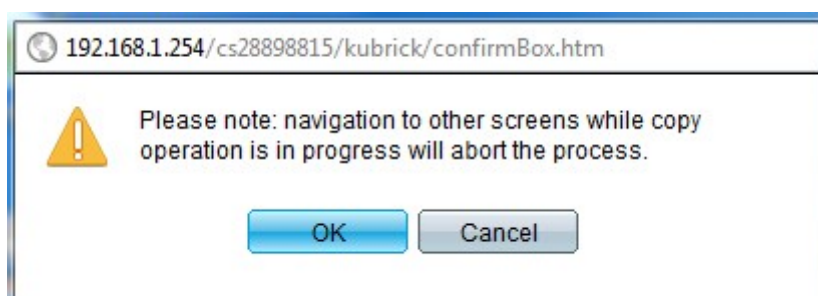 192.168.1.254/cs28898815/kubrick/confirmBox.htm
Please note: navigation to other screens while copy
operation is in progress will abort the process.
OK Cancel